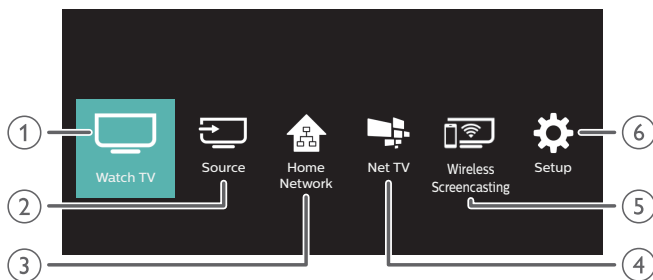 1
6
Watch TV
Source
Home
Network
Net TV
Wireless
Screencasting
Setup
2
5
3
4